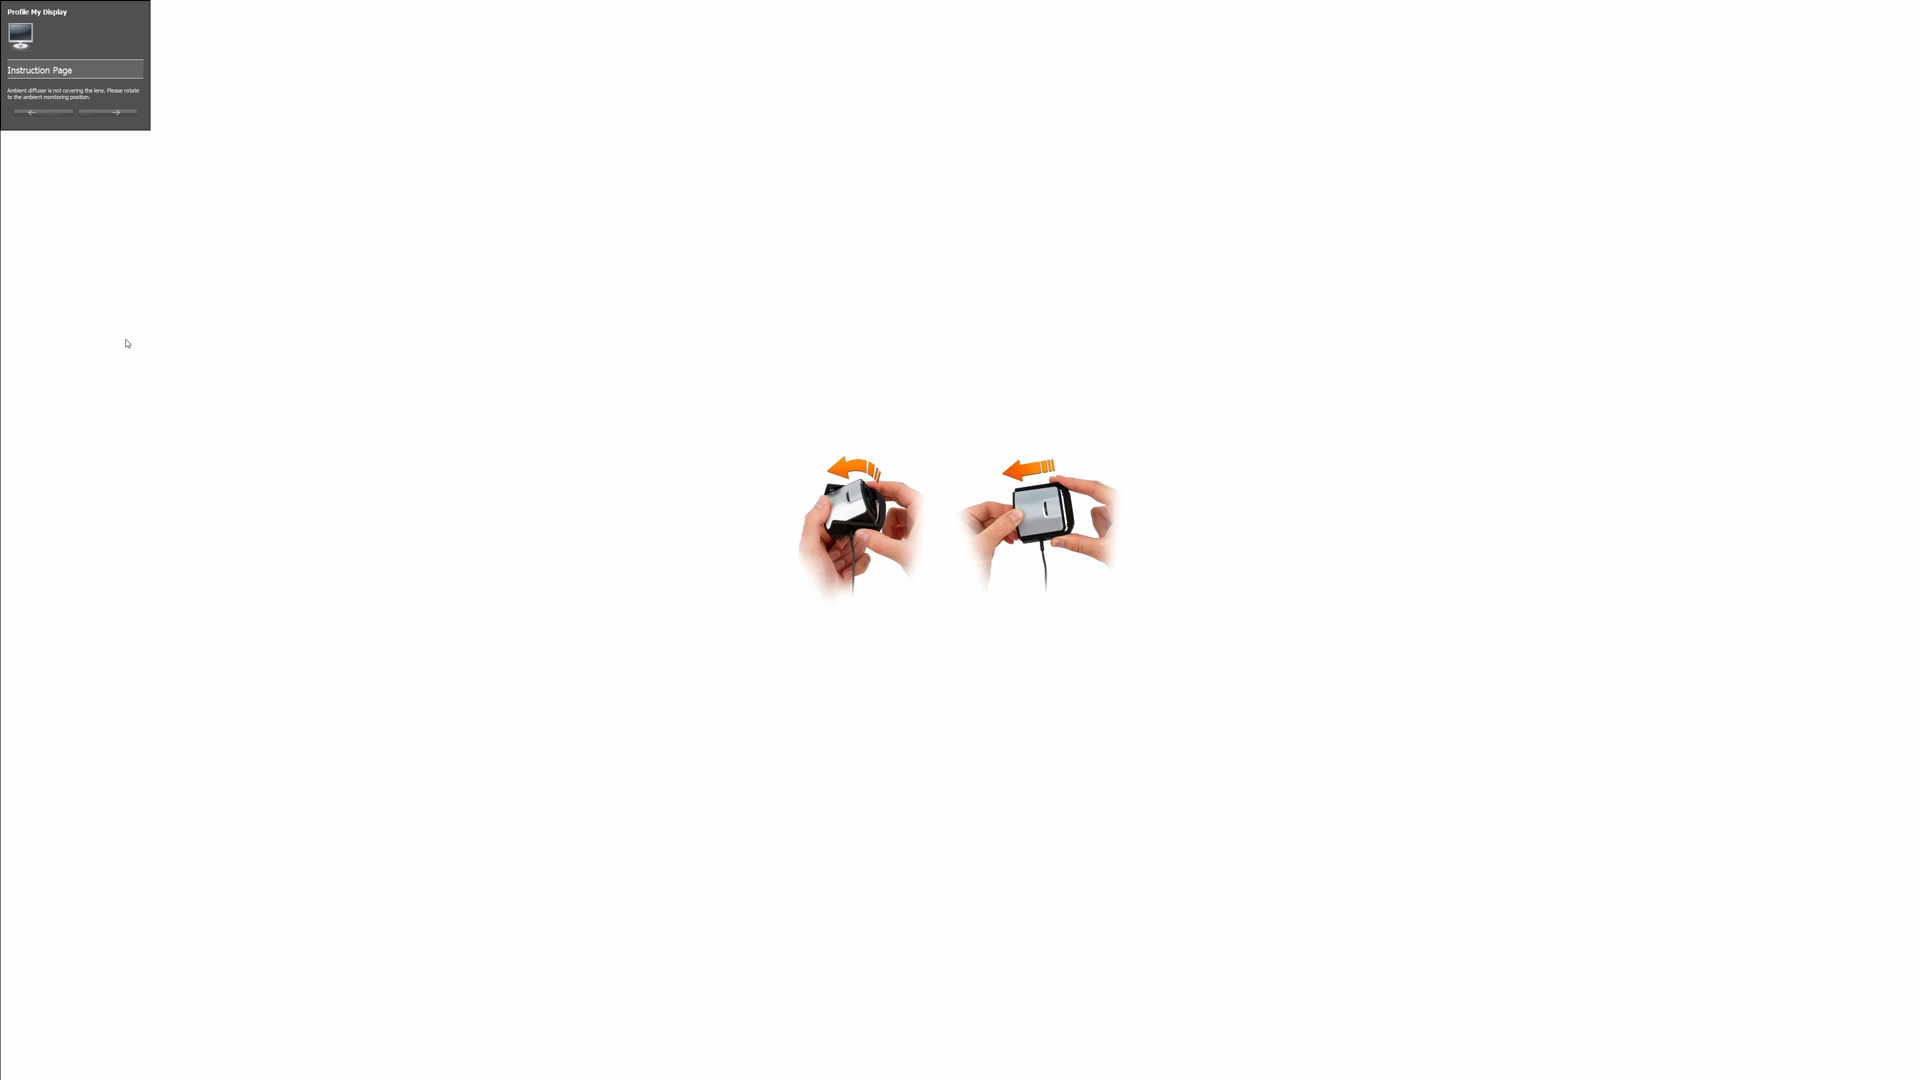 Profile My Display
Instruction Page
Ambient diffuser is not covering the lens. Please rotate
to the ambient monitoring position.